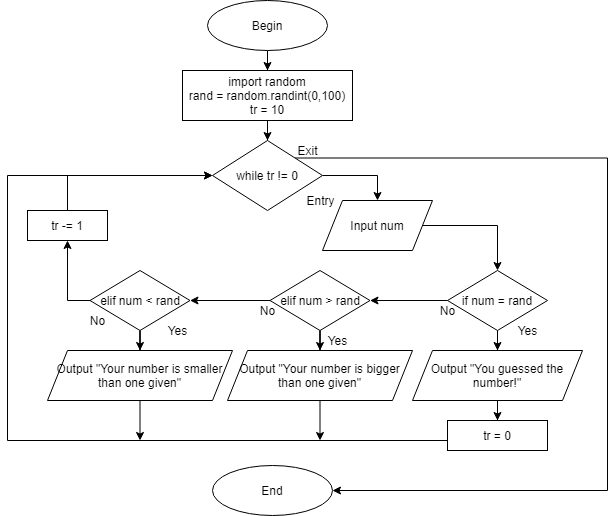 Begin
import random
rand = random.randint(0,100)
tr = 10
Exit
while tr != 0
Entry
tr -= 1
Input num
elif num < rand
elif num > rand
if num = rand
No
No
No
Yes
Yes
Yes
Output "Your number is smaller
than one given"
Output "Your number is bigger
than one given"
Output "You guessed the
number!"
tr = 0
End